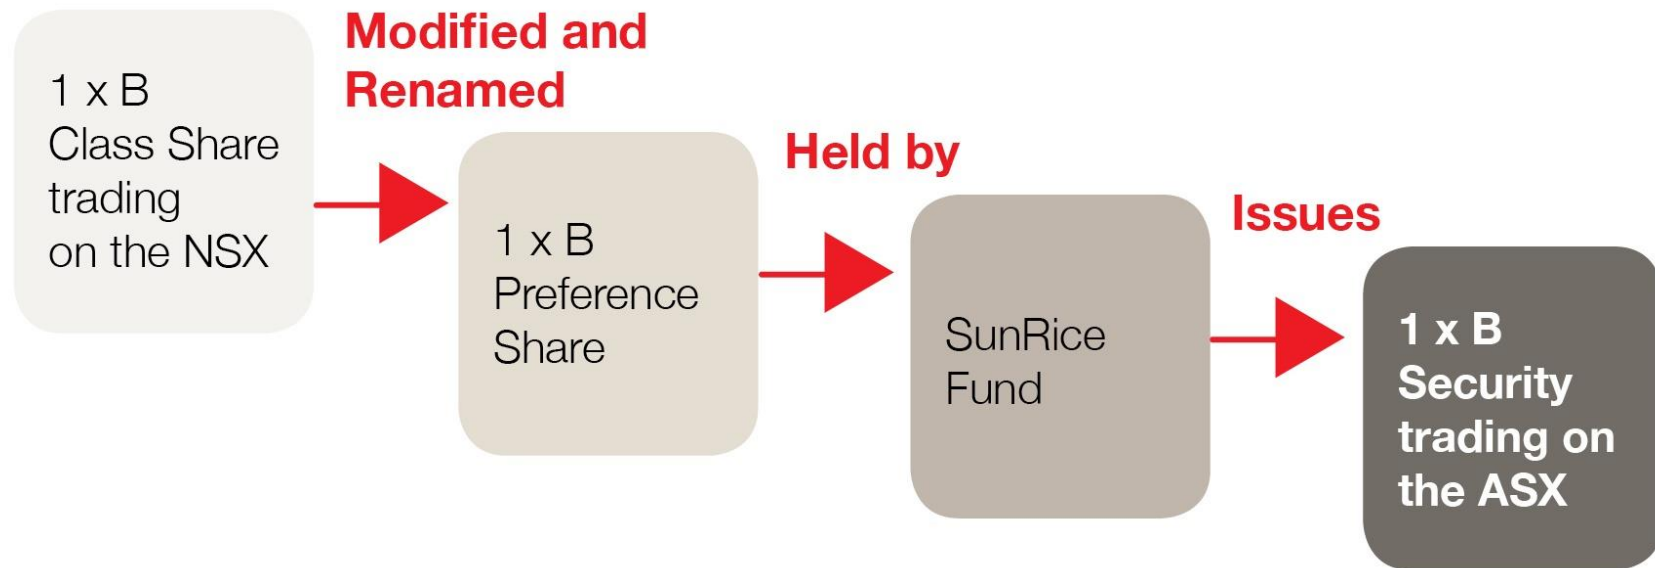 1 x B
Class Share
trading
on the NSX
Modified and
Renamed
1 x B
Preference
Share
Held by
SunRice
Fund
Issues
1 x B
Security
trading on
the ASX